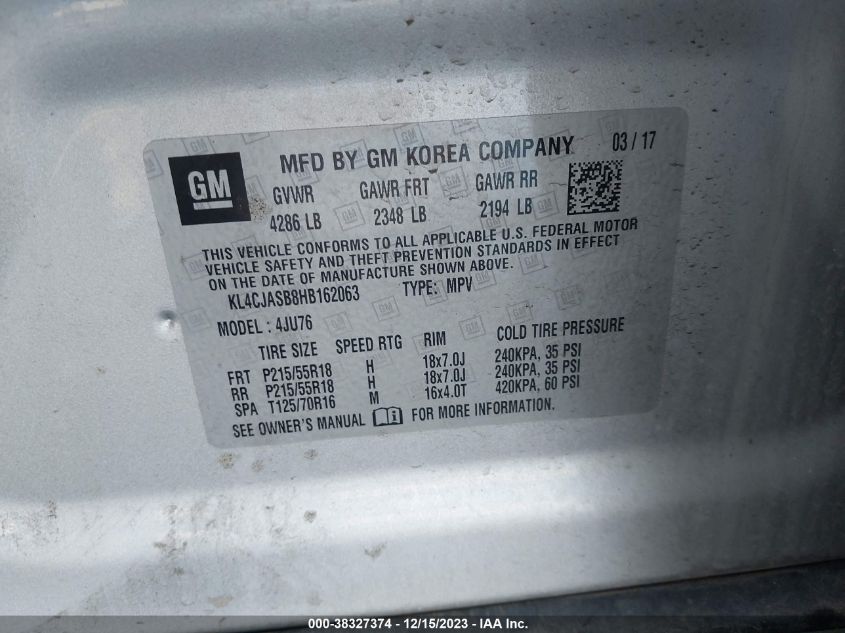 MFD BY GM KOREA COMPANY 03 / 17
GM
GVWR GAWR FRT GAWR RR
4286 LB 2348 LB 2194 LB
THIS VEHICLE CONFORMS TO ALL APPLICABLE U.S. FEDERAL MOTOR
VEHICLE SAFETY AND THEFT PREVENTION STANDARDS IN EFFECT
ON THE DATE OF MANUFACTURE SHOWN ABOVE.
KL4CJASB8HB162063 TYPE: MPV
MODEL : 4JU76
TIRE SIZE SPEED RTG RIM COLD TIRE PRESSURE
FRT P215/55R18 H 18x7.0J 240KPA, 35 PSI
RR P215/55R18 H 18x7.0J 240KPA, 35 PSI
SPA T125/70R16 M 16x4.0T 420KPA, 60 PSI
SEE OWNER'S MANUAL FOR MORE INFORMATION.
000-38327374 - 12/15/2023 - IAA Inc.